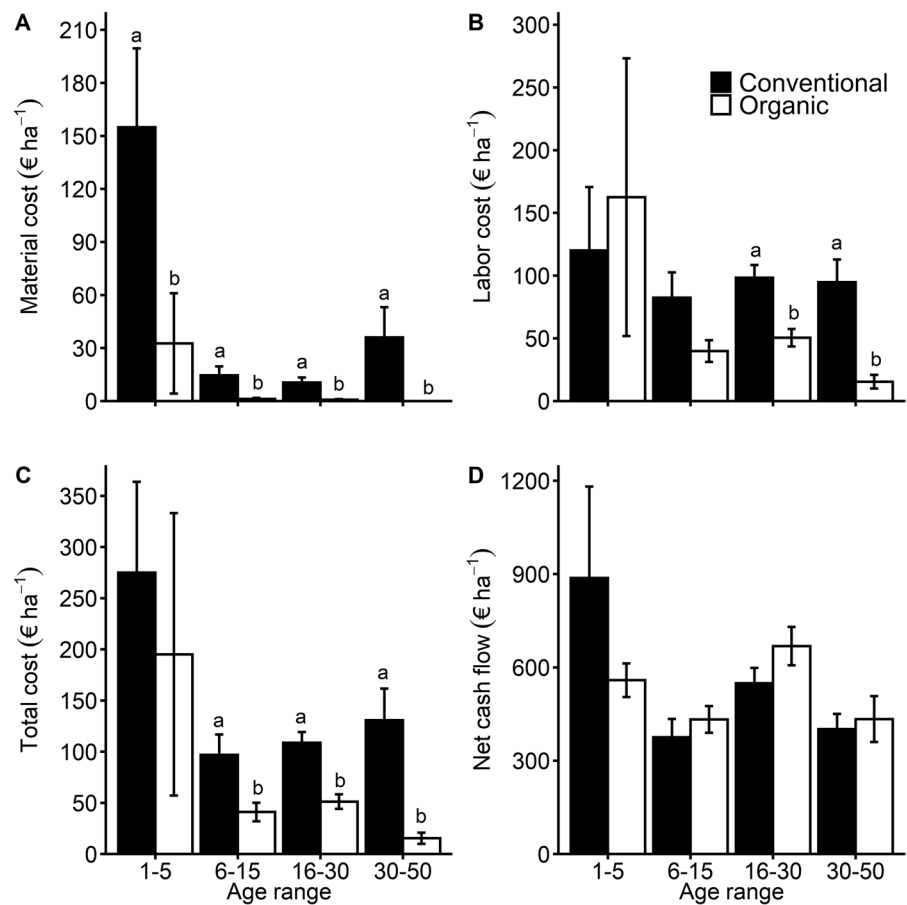 A
Material cost (€ ha⁻¹)
210
180
150
120
90
60
30
0
a
b
a
b
a
b
a
b
B
Labor cost (€ ha⁻¹)
300
250
200
150
100
50
0
Conventional
Organic
a
b
a
b
C
Total cost (€ ha⁻¹)
350
300
250
200
150
100
50
0
a
b
a
b
a
b
1-5 6-15 16-30 30-50
Age range
D
Net cash flow (€ ha⁻¹)
1200
900
600
300
0
1-5 6-15 16-30 30-50
Age range